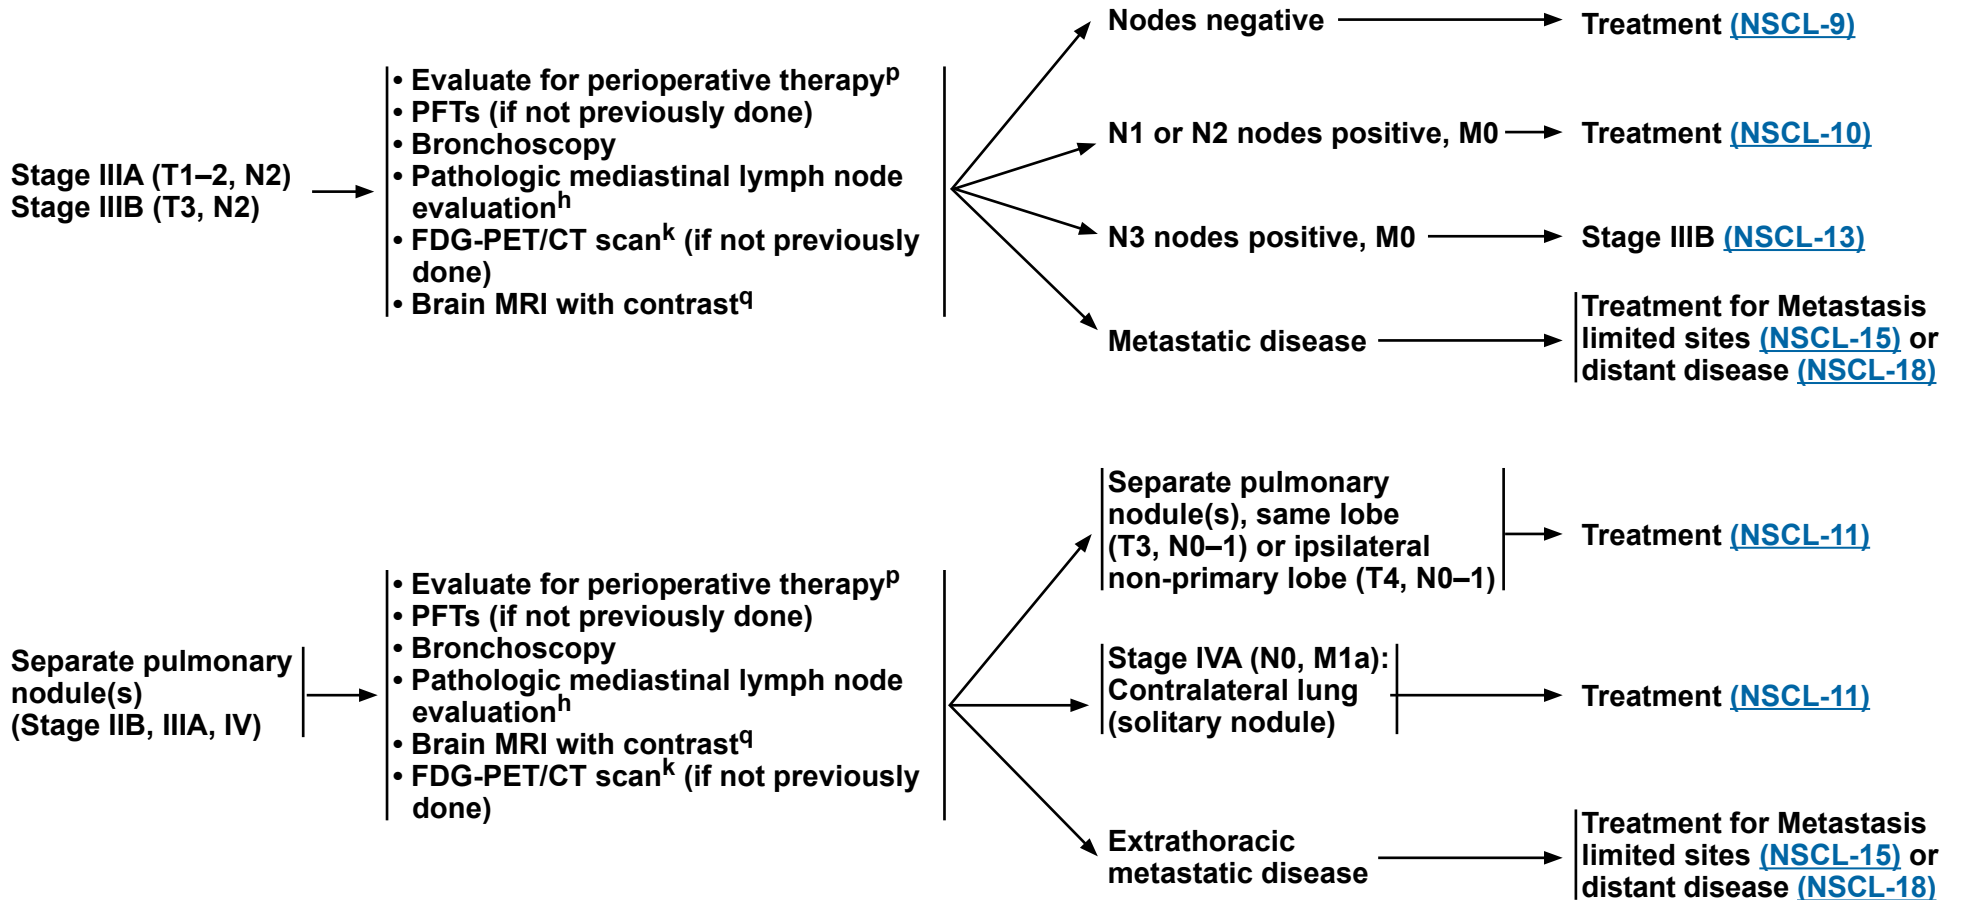 Stage IIIA (T1–2, N2)
Stage IIIB (T3, N2)
• Evaluate for perioperative therapyp
• PFTs (if not previously done)
• Bronchoscopy
• Pathologic mediastinal lymph node
evaluationh
• FDG-PET/CT scank (if not previously
done)
• Brain MRI with contrastq
Nodes negative
Treatment (NSCL-9)
N1 or N2 nodes positive, M0
Treatment (NSCL-10)
N3 nodes positive, M0
Stage IIIB (NSCL-13)
Metastatic disease
Treatment for Metastasis
limited sites (NSCL-15) or
distant disease (NSCL-18)
Separate pulmonary
nodule(s)
(Stage IIB, IIIA, IV)
• Evaluate for perioperative therapyp
• PFTs (if not previously done)
• Bronchoscopy
• Pathologic mediastinal lymph node
evaluationh
• Brain MRI with contrastq
• FDG-PET/CT scank (if not previously
done)
Separate pulmonary
nodule(s), same lobe
(T3, N0–1) or ipsilateral
non-primary lobe (T4, N0–1)
Treatment (NSCL-11)
Stage IVA (N0, M1a):
Contralateral lung
(solitary nodule)
Treatment (NSCL-11)
Extrathoracic
metastatic disease
Treatment for Metastasis
limited sites (NSCL-15) or
distant disease (NSCL-18)